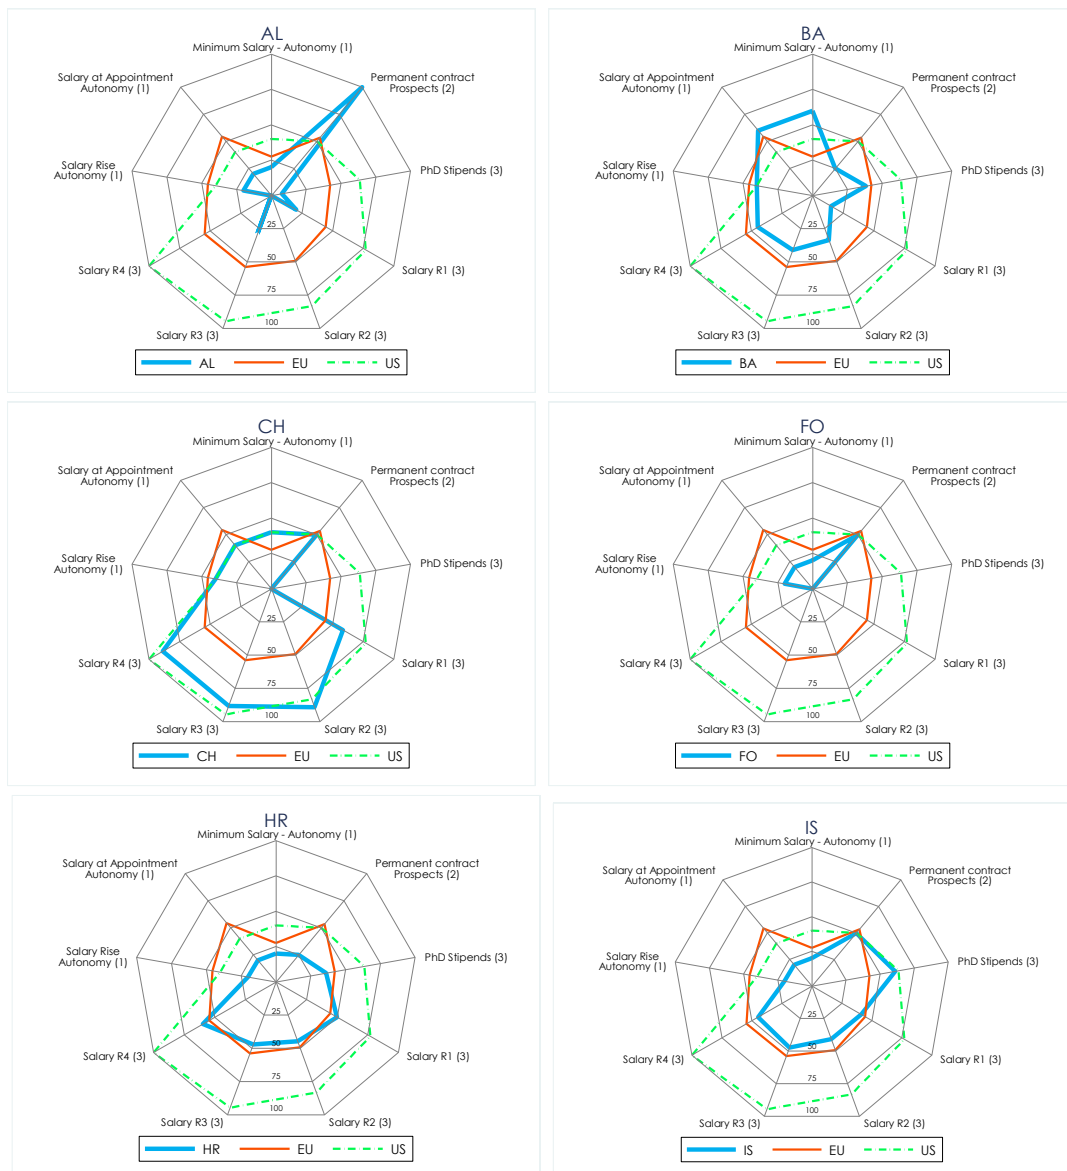 AL
Minimum Salary - Autonomy (1)
Permanent contract
Prospects (2)
Salary at Appointment
Autonomy (1)
Salary Rise
Autonomy (1)
PhD Stipends (3)
25
Salary R4 (3)
50
Salary R1 (3)
75
100
Salary R3 (3)
Salary R2 (3)
AL
EU
US
BA
Minimum Salary - Autonomy (1)
Permanent contract
Prospects (2)
Salary at Appointment
Autonomy (1)
Salary Rise
Autonomy (1)
PhD Stipends (3)
25
Salary R4 (3)
50
Salary R1 (3)
75
100
Salary R3 (3)
Salary R2 (3)
BA
EU
US
CH
Minimum Salary - Autonomy (1)
Permanent contract
Prospects (2)
Salary at Appointment
Autonomy (1)
Salary Rise
Autonomy (1)
PhD Stipends (3)
25
Salary R4 (3)
50
Salary R1 (3)
75
100
Salary R3 (3)
Salary R2 (3)
CH
EU
US
FO
Minimum Salary - Autonomy (1)
Permanent contract
Prospects (2)
Salary at Appointment
Autonomy (1)
Salary Rise
Autonomy (1)
PhD Stipends (3)
25
Salary R4 (3)
50
Salary R1 (3)
75
100
Salary R3 (3)
Salary R2 (3)
FO
EU
US
HR
Minimum Salary - Autonomy (1)
Permanent contract
Prospects (2)
Salary at Appointment
Autonomy (1)
Salary Rise
Autonomy (1)
PhD Stipends (3)
25
Salary R4 (3)
50
Salary R1 (3)
75
100
Salary R3 (3)
Salary R2 (3)
HR
EU
US
IS
Minimum Salary - Autonomy (1)
Permanent contract
Prospects (2)
Salary at Appointment
Autonomy (1)
Salary Rise
Autonomy (1)
PhD Stipends (3)
25
Salary R4 (3)
50
Salary R1 (3)
75
100
Salary R3 (3)
Salary R2 (3)
IS
EU
US